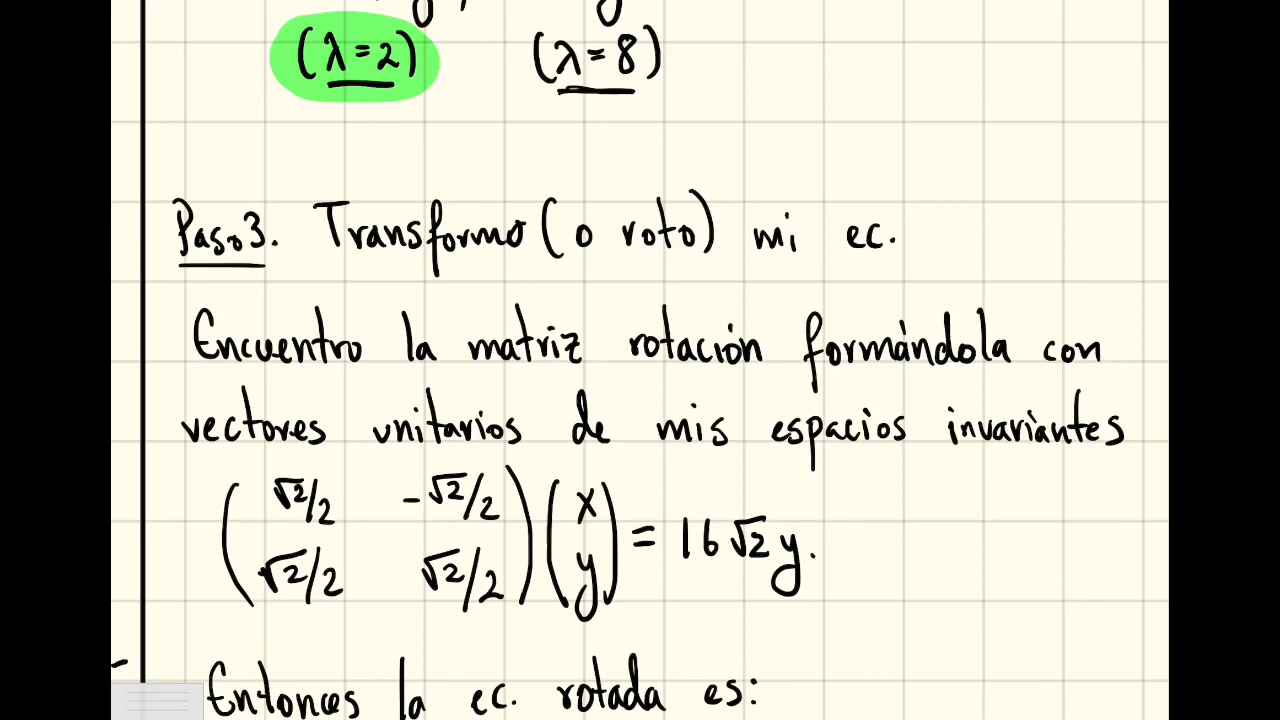 (λ=2) (λ=8)
Paso 3. Transformo (o roto) mi ec.
Encuentro la matriz rotación formándola con
vectores unitarios de mis espacios invariantes
(√2/2 -√2/2) (x) = 16√2 y.
(√2/2 √2/2) (y)
Entonces la ec. rotada es: